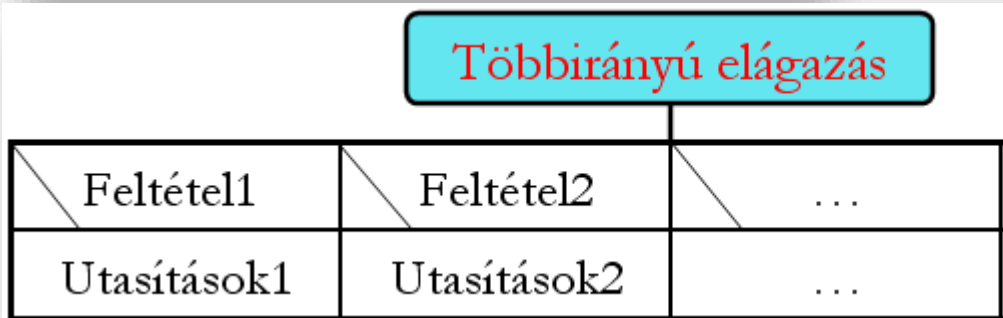 Többirányú elágazás
Feltétel1 Feltétel2 ...
Utasítások1 Utasítások2 ...